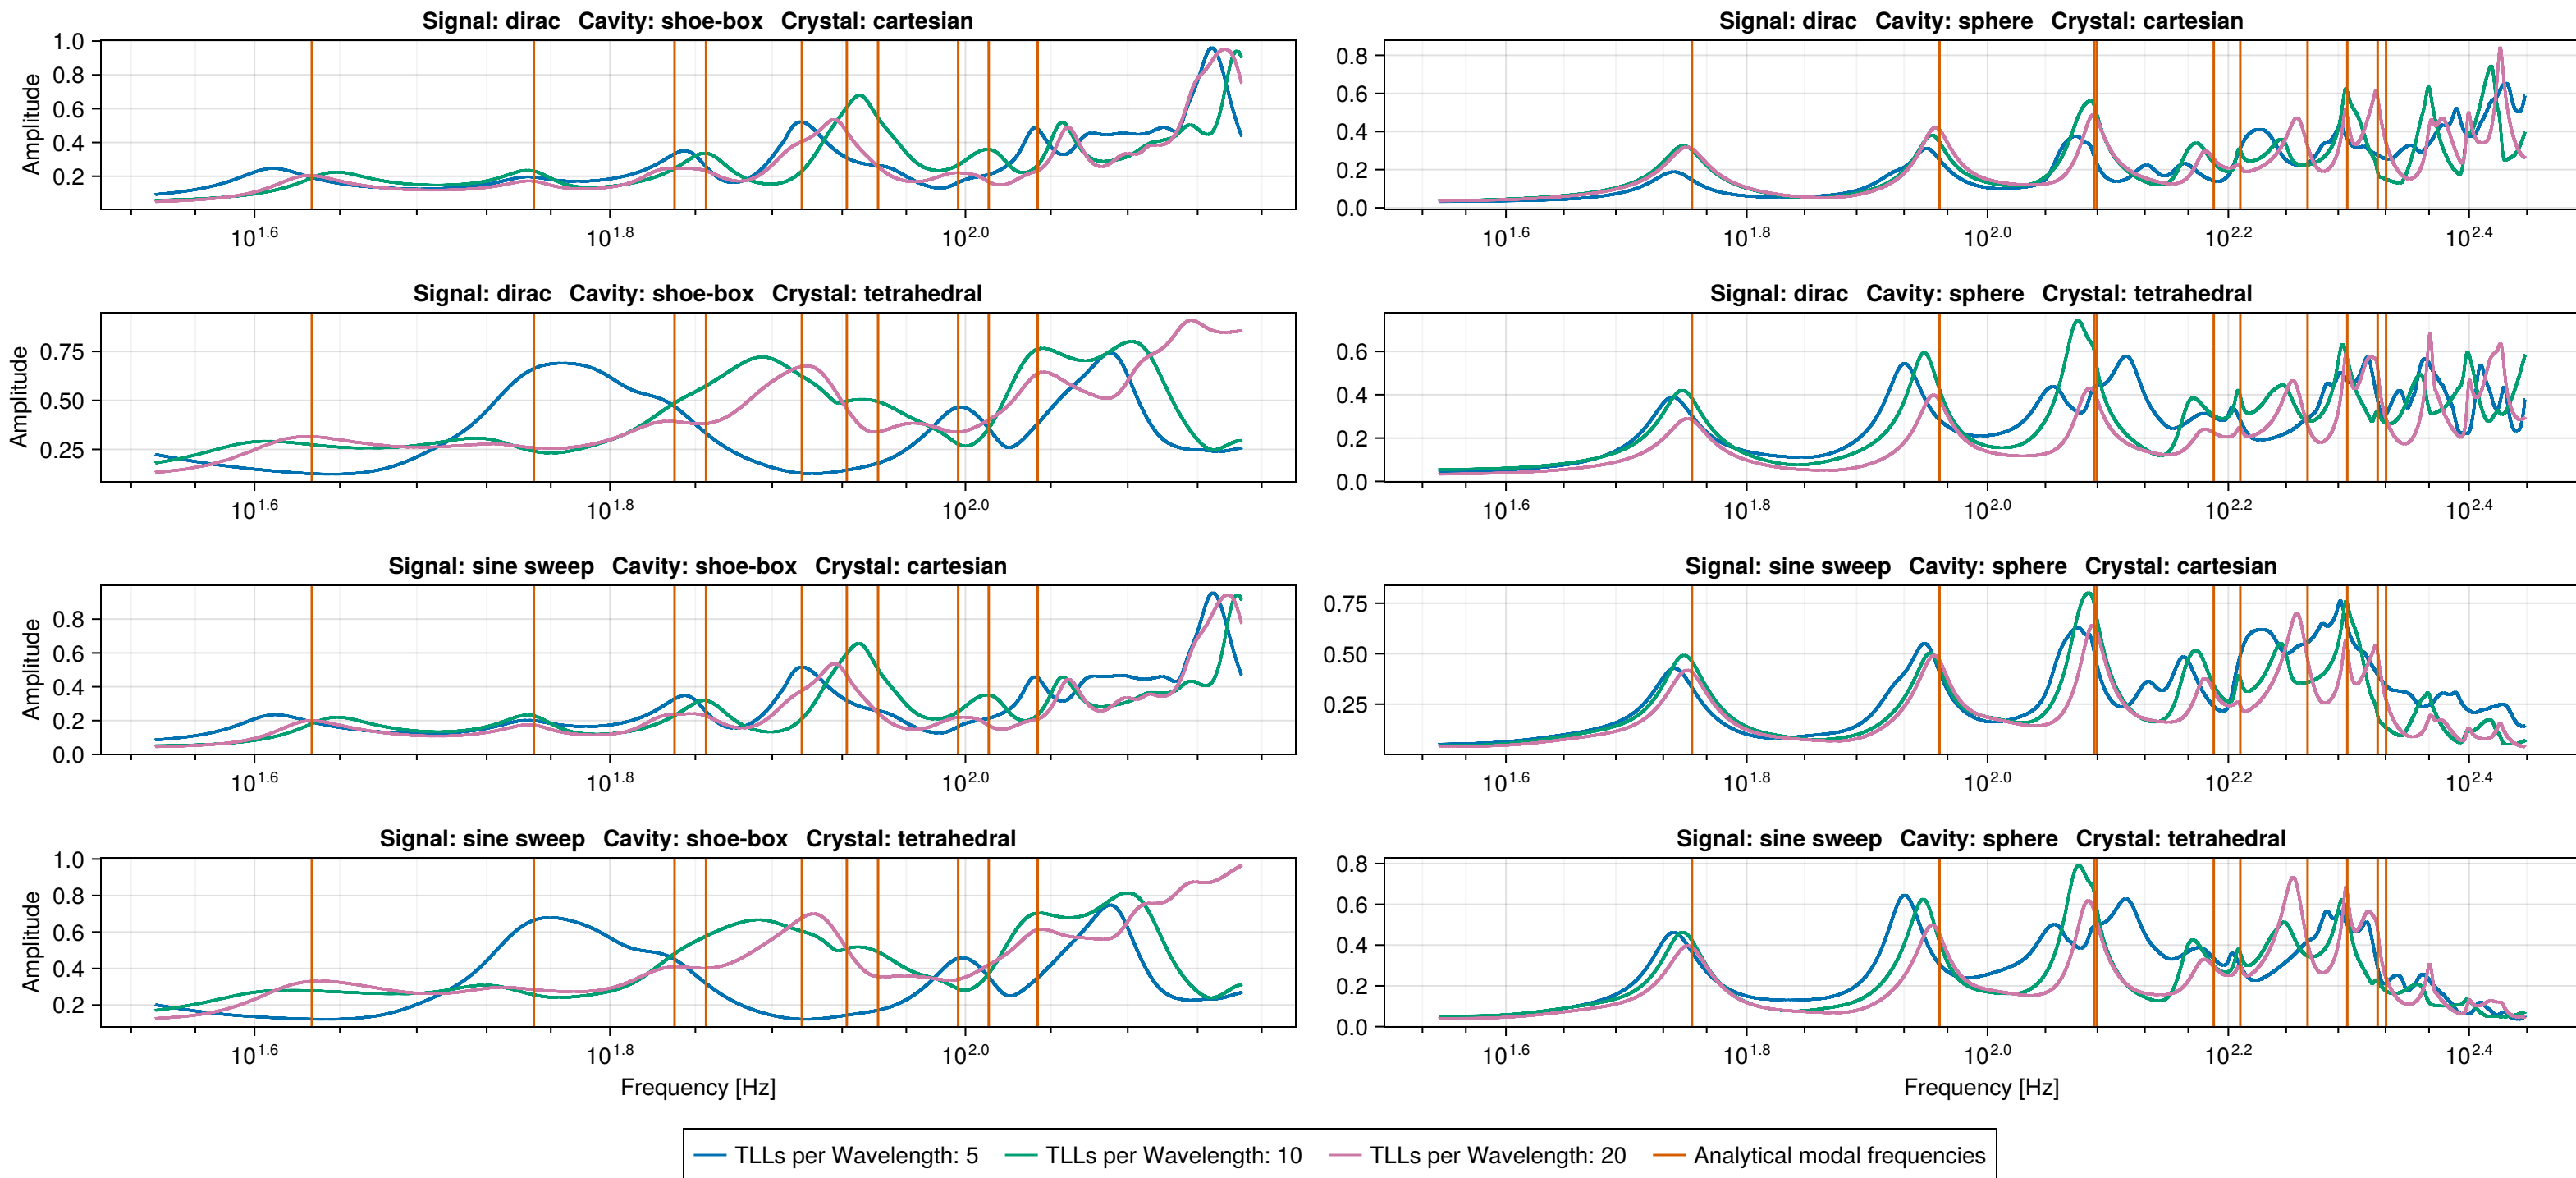 Signal: dirac   Cavity: shoe-box   Crystal: cartesian
Amplitude
1.0
0.8
0.6
0.4
0.2
10^1.6 10^1.8 10^2.0
Signal: dirac   Cavity: sphere   Crystal: cartesian
0.8
0.6
0.4
0.2
0.0
10^1.6 10^1.8 10^2.0 10^2.2 10^2.4
Signal: dirac   Cavity: shoe-box   Crystal: tetrahedral
Amplitude
0.75
0.50
0.25
10^1.6 10^1.8 10^2.0
Signal: dirac   Cavity: sphere   Crystal: tetrahedral
0.6
0.4
0.2
0.0
10^1.6 10^1.8 10^2.0 10^2.2 10^2.4
Signal: sine sweep   Cavity: shoe-box   Crystal: cartesian
Amplitude
0.8
0.6
0.4
0.2
0.0
10^1.6 10^1.8 10^2.0
Signal: sine sweep   Cavity: sphere   Crystal: cartesian
0.75
0.50
0.25
10^1.6 10^1.8 10^2.0 10^2.2 10^2.4
Signal: sine sweep   Cavity: shoe-box   Crystal: tetrahedral
Amplitude
1.0
0.8
0.6
0.4
0.2
10^1.6 10^1.8 10^2.0
Frequency [Hz]
Signal: sine sweep   Cavity: sphere   Crystal: tetrahedral
0.8
0.6
0.4
0.2
0.0
10^1.6 10^1.8 10^2.0 10^2.2 10^2.4
Frequency [Hz]
TLLs per Wavelength: 5 TLLs per Wavelength: 10 TLLs per Wavelength: 20 Analytical modal frequencies